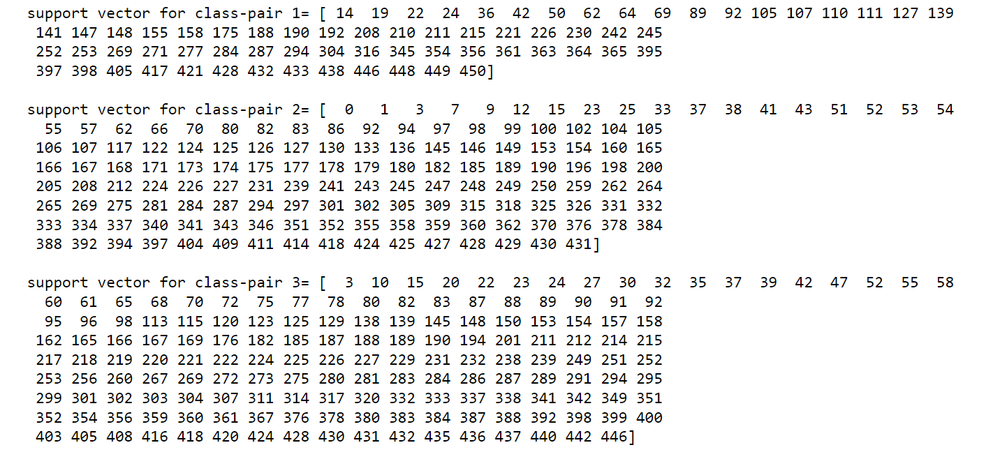 support vector for class-pair 1= [ 14  19  22  24  36  42  50  62  64  69  89  92 105 107 110 111 127 139
 141 147 148 155 158 175 188 190 192 208 210 211 215 221 226 230 242 245
 252 253 269 271 277 284 287 294 304 316 345 354 356 361 363 364 365 395
 397 398 405 417 421 428 432 433 438 446 448 449 450]
support vector for class-pair 2= [  0   1   3   7   9  12  15  23  25  33  37  38  41  43  51  52  53  54
  55  57  62  66  70  80  82  83  86  92  94  97  98  99 100 102 104 105
 106 107 117 122 124 125 126 127 130 133 136 145 146 149 153 154 160 165
 166 167 168 171 173 174 175 177 178 179 180 182 185 189 190 196 198 200
 205 208 212 224 226 227 231 239 241 243 245 247 248 249 250 259 262 264
 265 269 275 281 284 287 294 297 301 302 305 309 315 318 325 326 331 332
 333 334 337 340 341 343 346 351 352 355 358 359 360 362 370 376 378 384
 388 392 394 397 404 409 411 414 418 424 425 427 428 429 430 431]
support vector for class-pair 3= [  3  10  15  20  22  23  24  27  30  32  35  37  39  42  47  52  55  58
  60  61  65  68  70  72  75  77  78  80  82  83  87  88  89  90  91  92
  95  96  98 113 115 120 123 125 129 138 139 145 148 150 153 154 157 158
 162 165 166 167 169 176 182 185 187 188 189 190 194 201 211 212 214 215
 217 218 219 220 221 222 224 225 226 227 229 231 232 238 239 249 251 252
 253 256 260 267 269 272 273 275 280 281 283 284 286 287 289 291 294 295
 299 301 302 303 304 307 311 314 317 320 332 333 337 338 341 342 349 351
 352 354 356 359 360 361 367 376 378 380 383 384 387 388 392 398 399 400
 403 405 408 416 418 420 424 428 430 431 432 435 436 437 440 442 446]